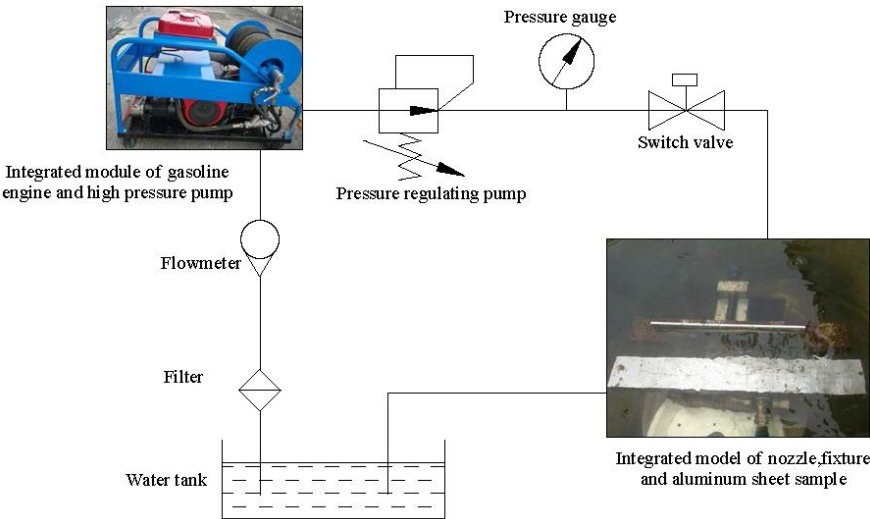 Pressure gauge
Switch valve
Integrated module of gasoline
engine and high pressure pump
Pressure regulating pump
Flowmeter
Filter
Water tank
Integrated model of nozzle,fixture
and aluminum sheet sample